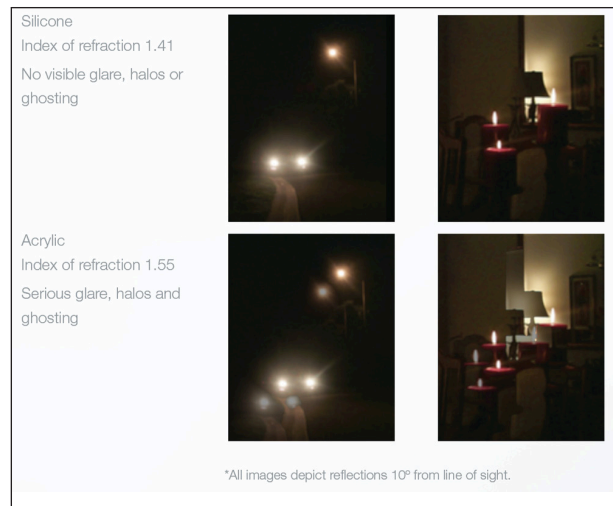 Silicone
Index of refraction 1.41
No visible glare, halos or
ghosting
Acrylic
Index of refraction 1.55
Serious glare, halos and
ghosting
*All images depict reflections 10º from line of sight.